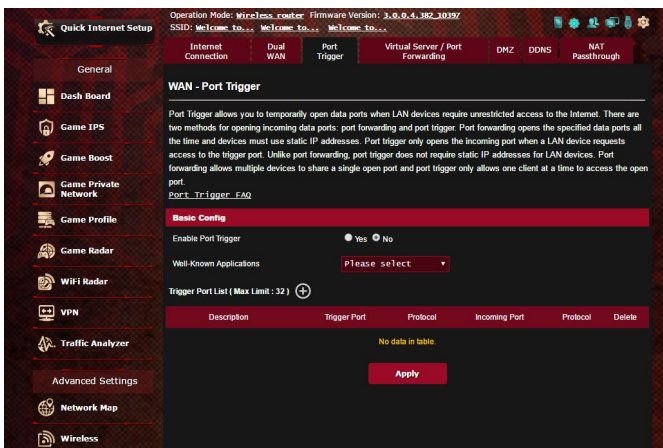 Quick Internet Setup
Operation Mode: Wireless router Firmware Version: 3.0.0.4.382_10397
SSID: Welcome to... Welcome to... Welcome to...
Internet Connection
Dual WAN
Port Trigger
Virtual Server / Port Forwarding
DMZ
DDNS
NAT Passthrough
General
Dash Board
Game IPS
Game Boost
Game Private Network
Game Profile
Game Radar
WiFi Radar
VPN
Traffic Analyzer
Advanced Settings
Network Map
Wireless
WAN - Port Trigger
Port Trigger allows you to temporarily open data ports when LAN devices require unrestricted access to the Internet. There are
two methods for opening incoming data ports: port forwarding and port trigger. Port forwarding opens the specified data ports all
the time and devices must use static IP addresses. Port trigger only opens the incoming port when a LAN device requests
access to the trigger port. Unlike port forwarding, port trigger does not require static IP addresses for LAN devices. Port
forwarding allows multiple devices to share a single open port and port trigger only allows one client at a time to access the open
port.
Port Trigger FAQ
Basic Config
Enable Port Trigger Yes No
Well-Known Applications Please select
Trigger Port List ( Max Limit : 32 )
Description Trigger Port Protocol Incoming Port Protocol Delete
No data in table.
Apply